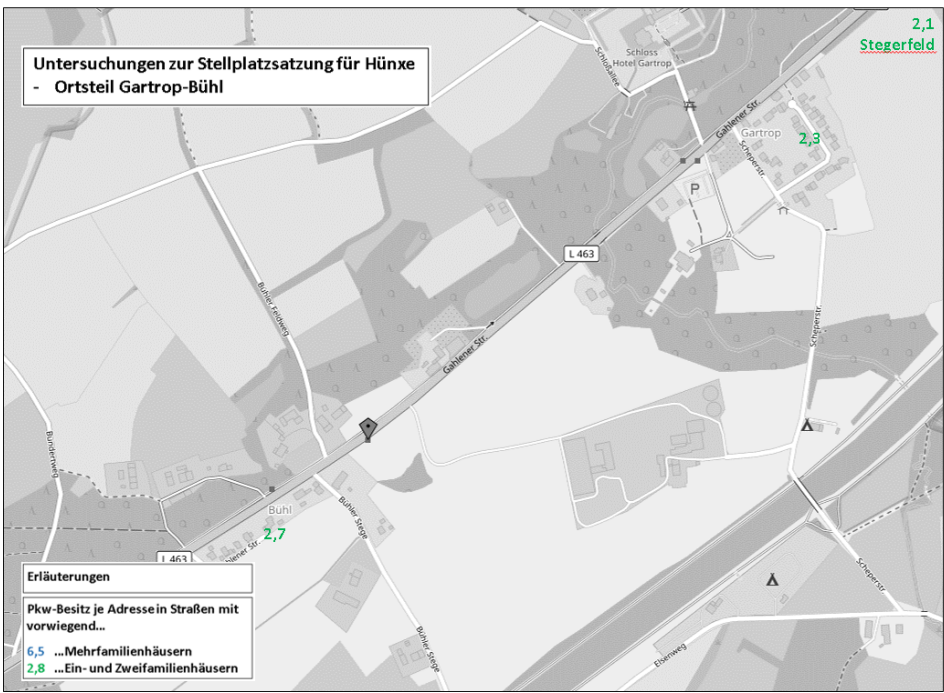 2,1
Stegerfeld
Untersuchungen zur Stellplatzsatzung für Hünxe
- Ortsteil Gartrop-Bühl
Schloss
Hotel Gartrop
Schloßallee
Gahlener Str.
Gartrop
2,3
Scheperstr.
P
L 463
Bühler Feldweg
Gahlener Str.
Scheperstr.
Bundertweg
Bühl
2,7
Gahlener Str.
Bühler Stege
L 463
Scheperstr.
Elsenweg
Bühler Stege
Erläuterungen
Pkw-Besitz je Adresse in Straßen mit
vorwiegend...
6,5 ...Mehrfamilienhäusern
2,8 ...Ein- und Zweifamilienhäusern